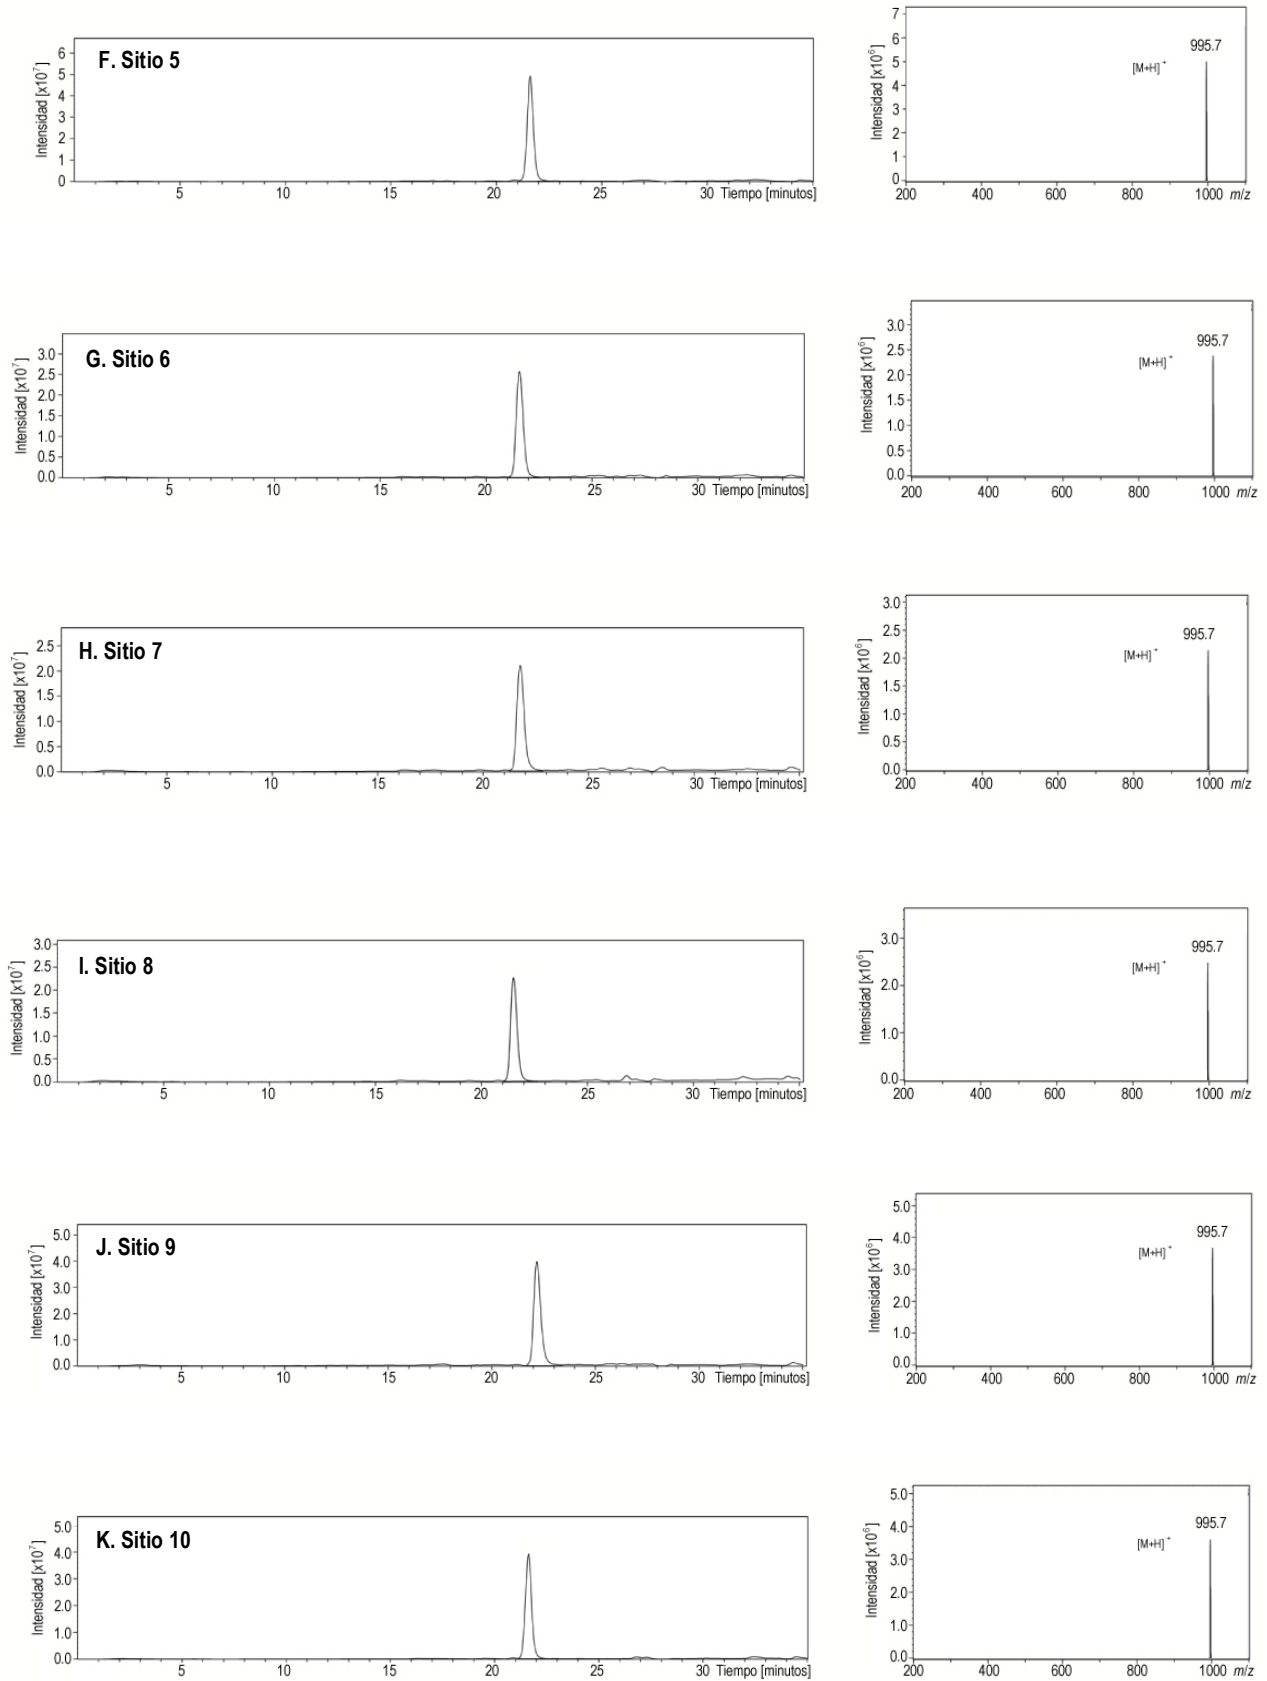 F. Sitio 5
Intensidad [x10⁷]
6
5
4
3
2
1
0
5 10 15 20 25 30 Tiempo [minutos]
Intensidad [x10⁶]
7
6
5
4
3
2
1
0
995.7
[M+H]⁺
200 400 600 800 1000 m/z
G. Sitio 6
Intensidad [x10⁷]
3.0
2.5
2.0
1.5
1.0
0.5
0.0
5 10 15 20 25 30 Tiempo [minutos]
Intensidad [x10⁶]
3.0
2.5
2.0
1.5
1.0
0.5
0.0
995.7
[M+H]⁺
200 400 600 800 1000 m/z
H. Sitio 7
Intensidad [x10⁷]
2.5
2.0
1.5
1.0
0.5
0.0
5 10 15 20 25 30 Tiempo [minutos]
Intensidad [x10⁶]
3.0
2.5
2.0
1.5
1.0
0.5
0.0
995.7
[M+H]⁺
200 400 600 800 1000 m/z
I. Sitio 8
Intensidad [x10⁷]
3.0
2.5
2.0
1.5
1.0
0.5
0.0
5 10 15 20 25 30 Tiempo [minutos]
Intensidad [x10⁶]
3.0
2.0
1.0
0.0
995.7
[M+H]⁺
200 400 600 800 1000 m/z
J. Sitio 9
Intensidad [x10⁷]
5.0
4.0
3.0
2.0
1.0
0.0
5 10 15 20 25 30 Tiempo [minutos]
Intensidad [x10⁶]
5.0
4.0
3.0
2.0
1.0
0.0
995.7
[M+H]⁺
200 400 600 800 1000 m/z
K. Sitio 10
Intensidad [x10⁷]
5.0
4.0
3.0
2.0
1.0
0.0
5 10 15 20 25 30 Tiempo [minutos]
Intensidad [x10⁶]
5.0
4.0
3.0
2.0
1.0
0.0
995.7
[M+H]⁺
200 400 600 800 1000 m/z